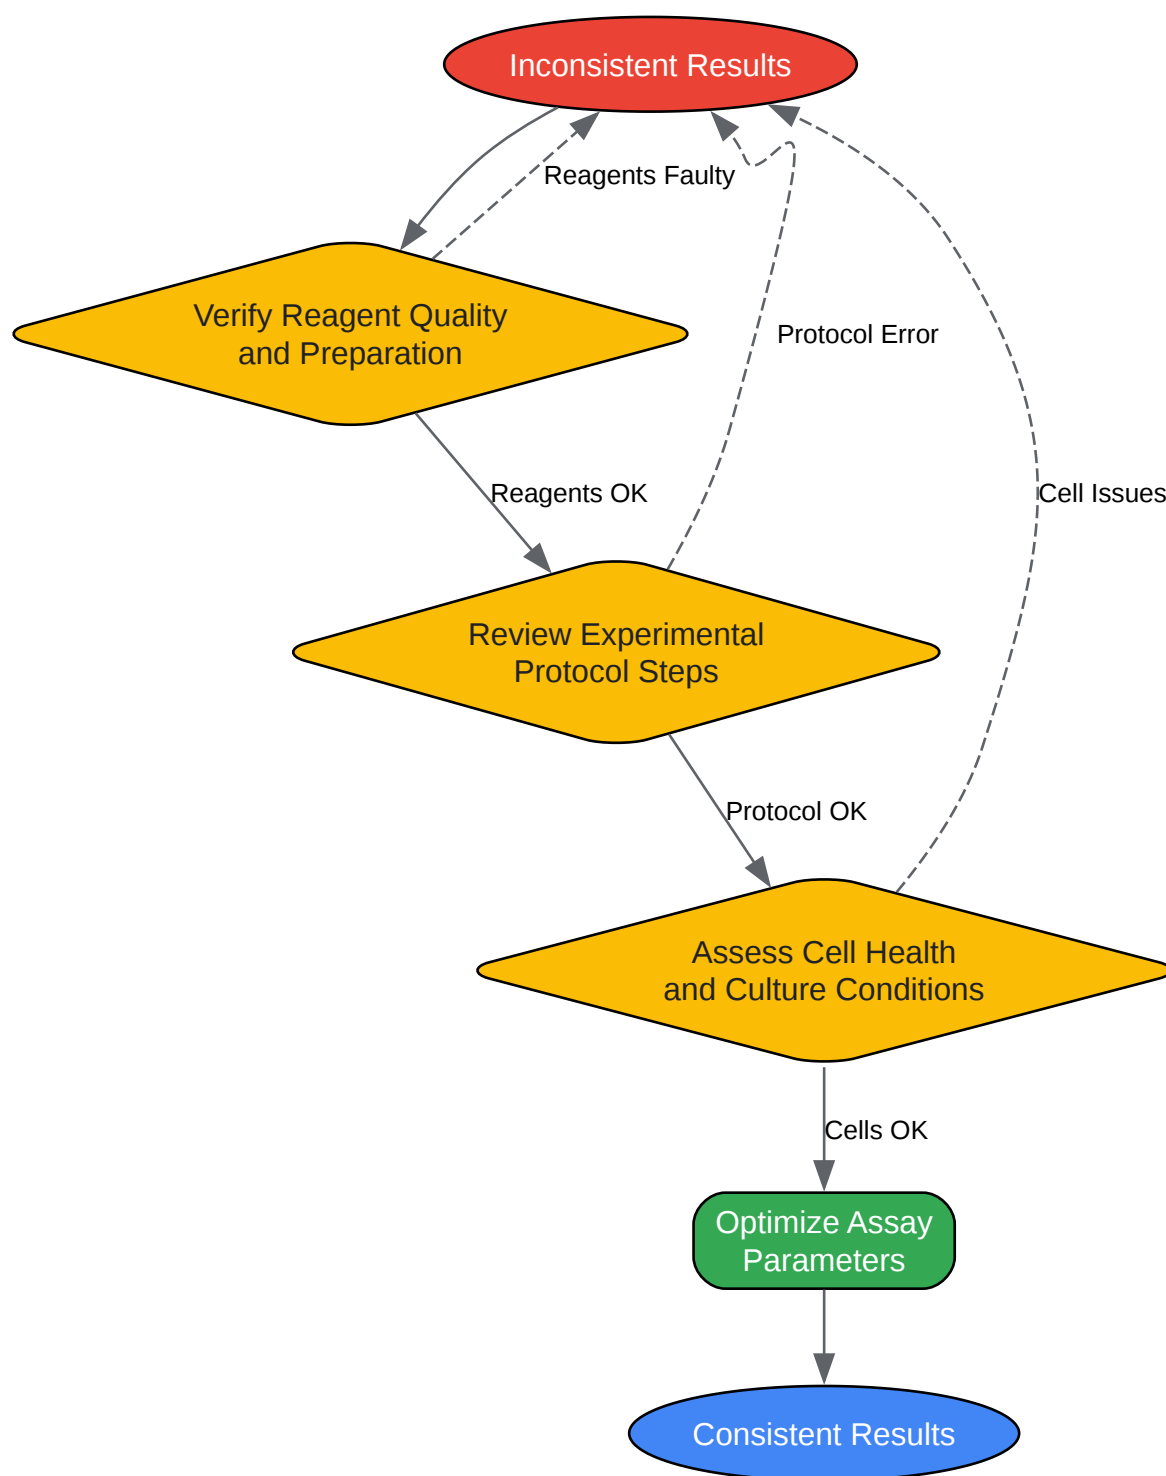 Inconsistent Results
Reagents Faulty
Verify Reagent Quality
and Preparation
Protocol Error
Reagents OK
Cell Issues
Review Experimental
Protocol Steps
Protocol OK
Assess Cell Health
and Culture Conditions
Cells OK
Optimize Assay
Parameters
Consistent Results